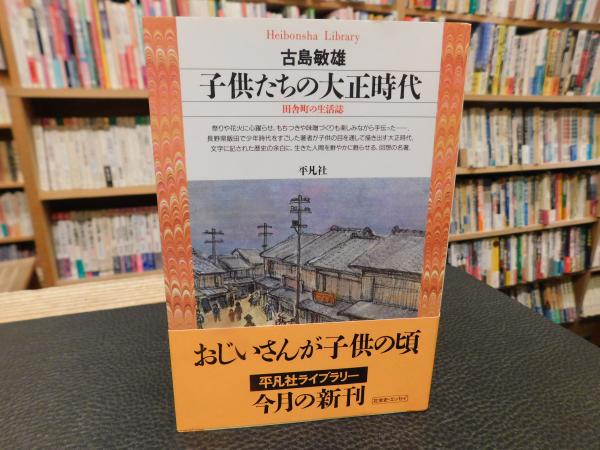 Heibonsha Library
古島敏雄
子供たちの大正時代
田舎町の生活誌
祭りや花火に心躍らせ、もちつきや味噌づくりも楽しみながら手伝った――。
長野県飯田で少年時代をすごした著者が子供の目を通して描き出す大正時代。
文字に記された歴史の余白に、生きた人間を鮮やかに甦らせる、回想の名著。
平凡社
おじいさんが子供の頃
平凡社ライブラリー
今月の新刊
社会史・エッセイ